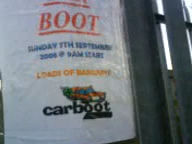 BOOT
SUNDAY 7TH SEPTEMBER
2008 @ 9AM START
LOADS OF BARGAINS
carboot